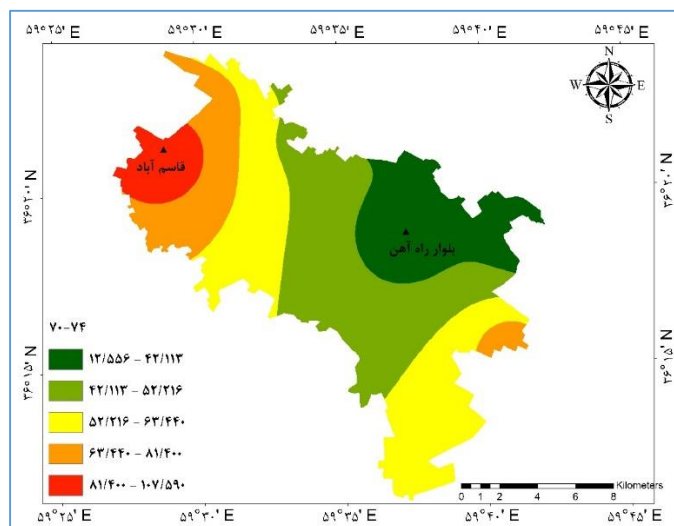 ۵۹°۲۵' E ۵۹°۳۰' E ۵۹°۳۵' E ۵۹°۴۰' E ۵۹°۴۵' E
N
W E
S
قاسم آباد
۳۶°۲۰' N ۳۶°۲۰' N
بلوار راه آهن
۷۰-۷۴
۱۲/۵۵۶ - ۴۲/۱۱۳
۳۶°۱۵' N ۳۶°۱۵' N
۴۲/۱۱۳ - ۵۲/۲۱۶
۵۲/۲۱۶ - ۶۳/۴۴۰
۶۳/۴۴۰ - ۸۱/۴۰۰
۸۱/۴۰۰ - ۱۰۷/۵۹۰
Kilometers
0 1 2 4 6 8
۵۹°۲۵' E ۵۹°۳۰' E ۵۹°۳۵' E ۵۹°۴۰' E ۵۹°۴۵' E